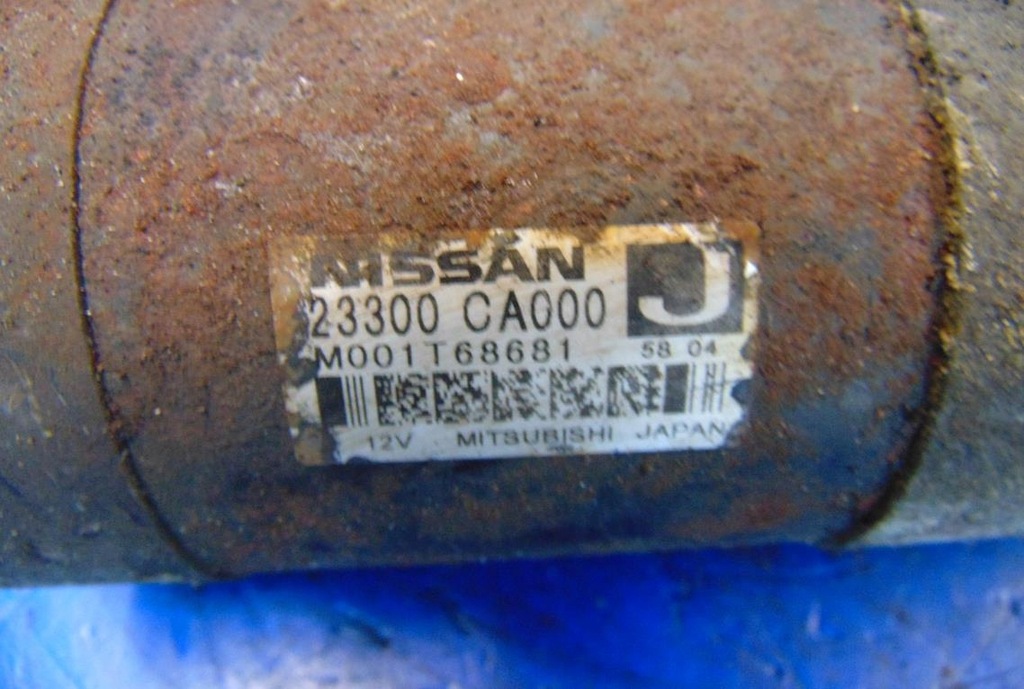 NISSAN
23300 CA000 J
M001T68681 58 04
12V MITSUBISHI JAPAN